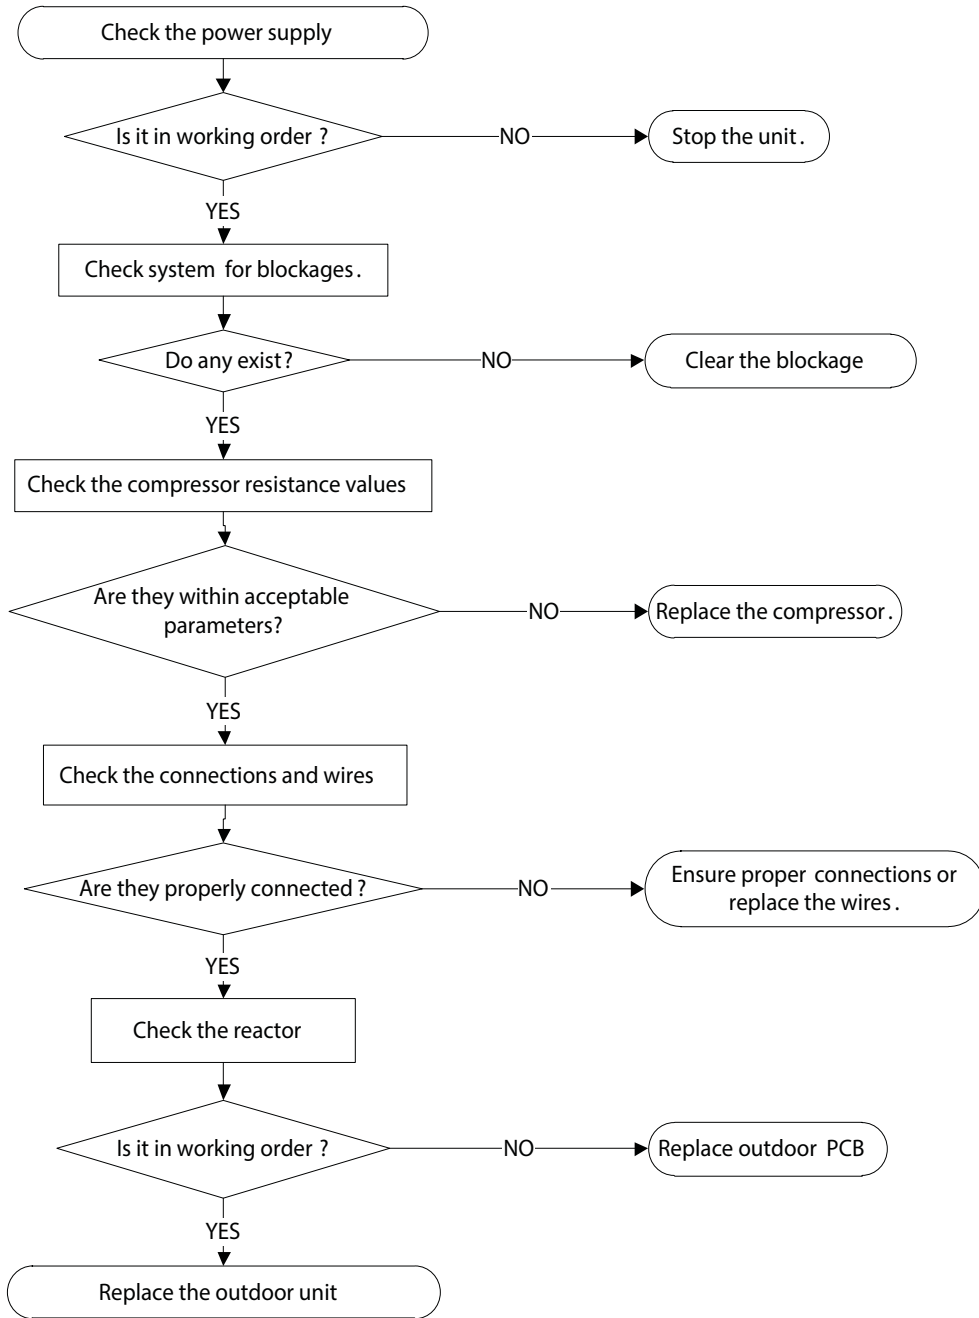 Check the power supply
Is it in working order ?
NO
Stop the unit .
YES
Check system for blockages .
Do any exist?
NO
Clear the blockage
YES
Check the compressor resistance values
Are they within acceptable
parameters?
NO
Replace the compressor .
YES
Check the connections and wires
Are they properly connected ?
NO
Ensure proper connections or
replace the wires .
YES
Check the reactor
Is it in working order ?
NO
Replace outdoor PCB
YES
Replace the outdoor unit